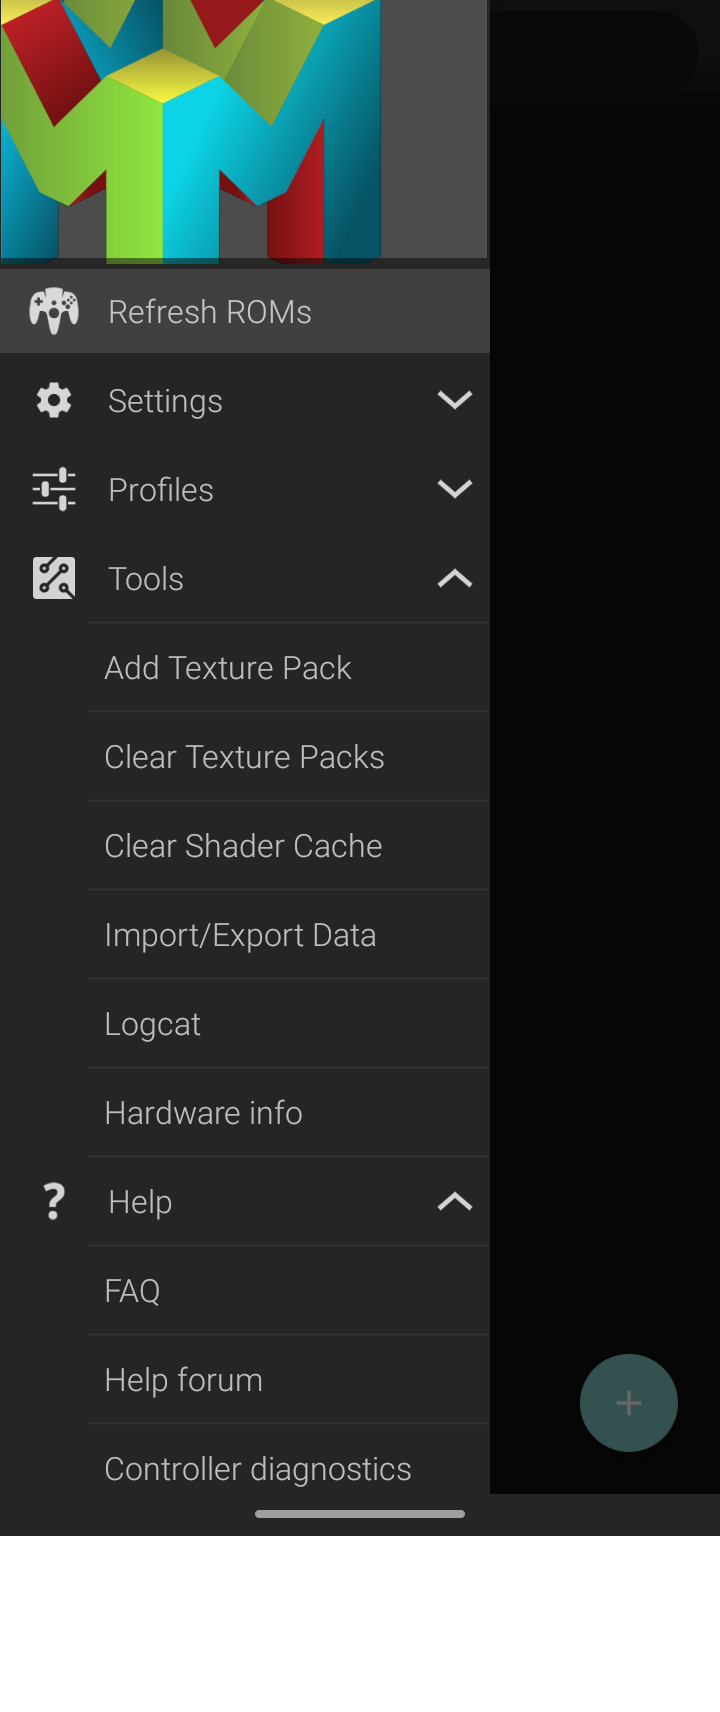 Refresh ROMs
Settings
Profiles
Tools
Add Texture Pack
Clear Texture Packs
Clear Shader Cache
Import/Export Data
Logcat
Hardware info
Help
FAQ
Help forum
Controller diagnostics